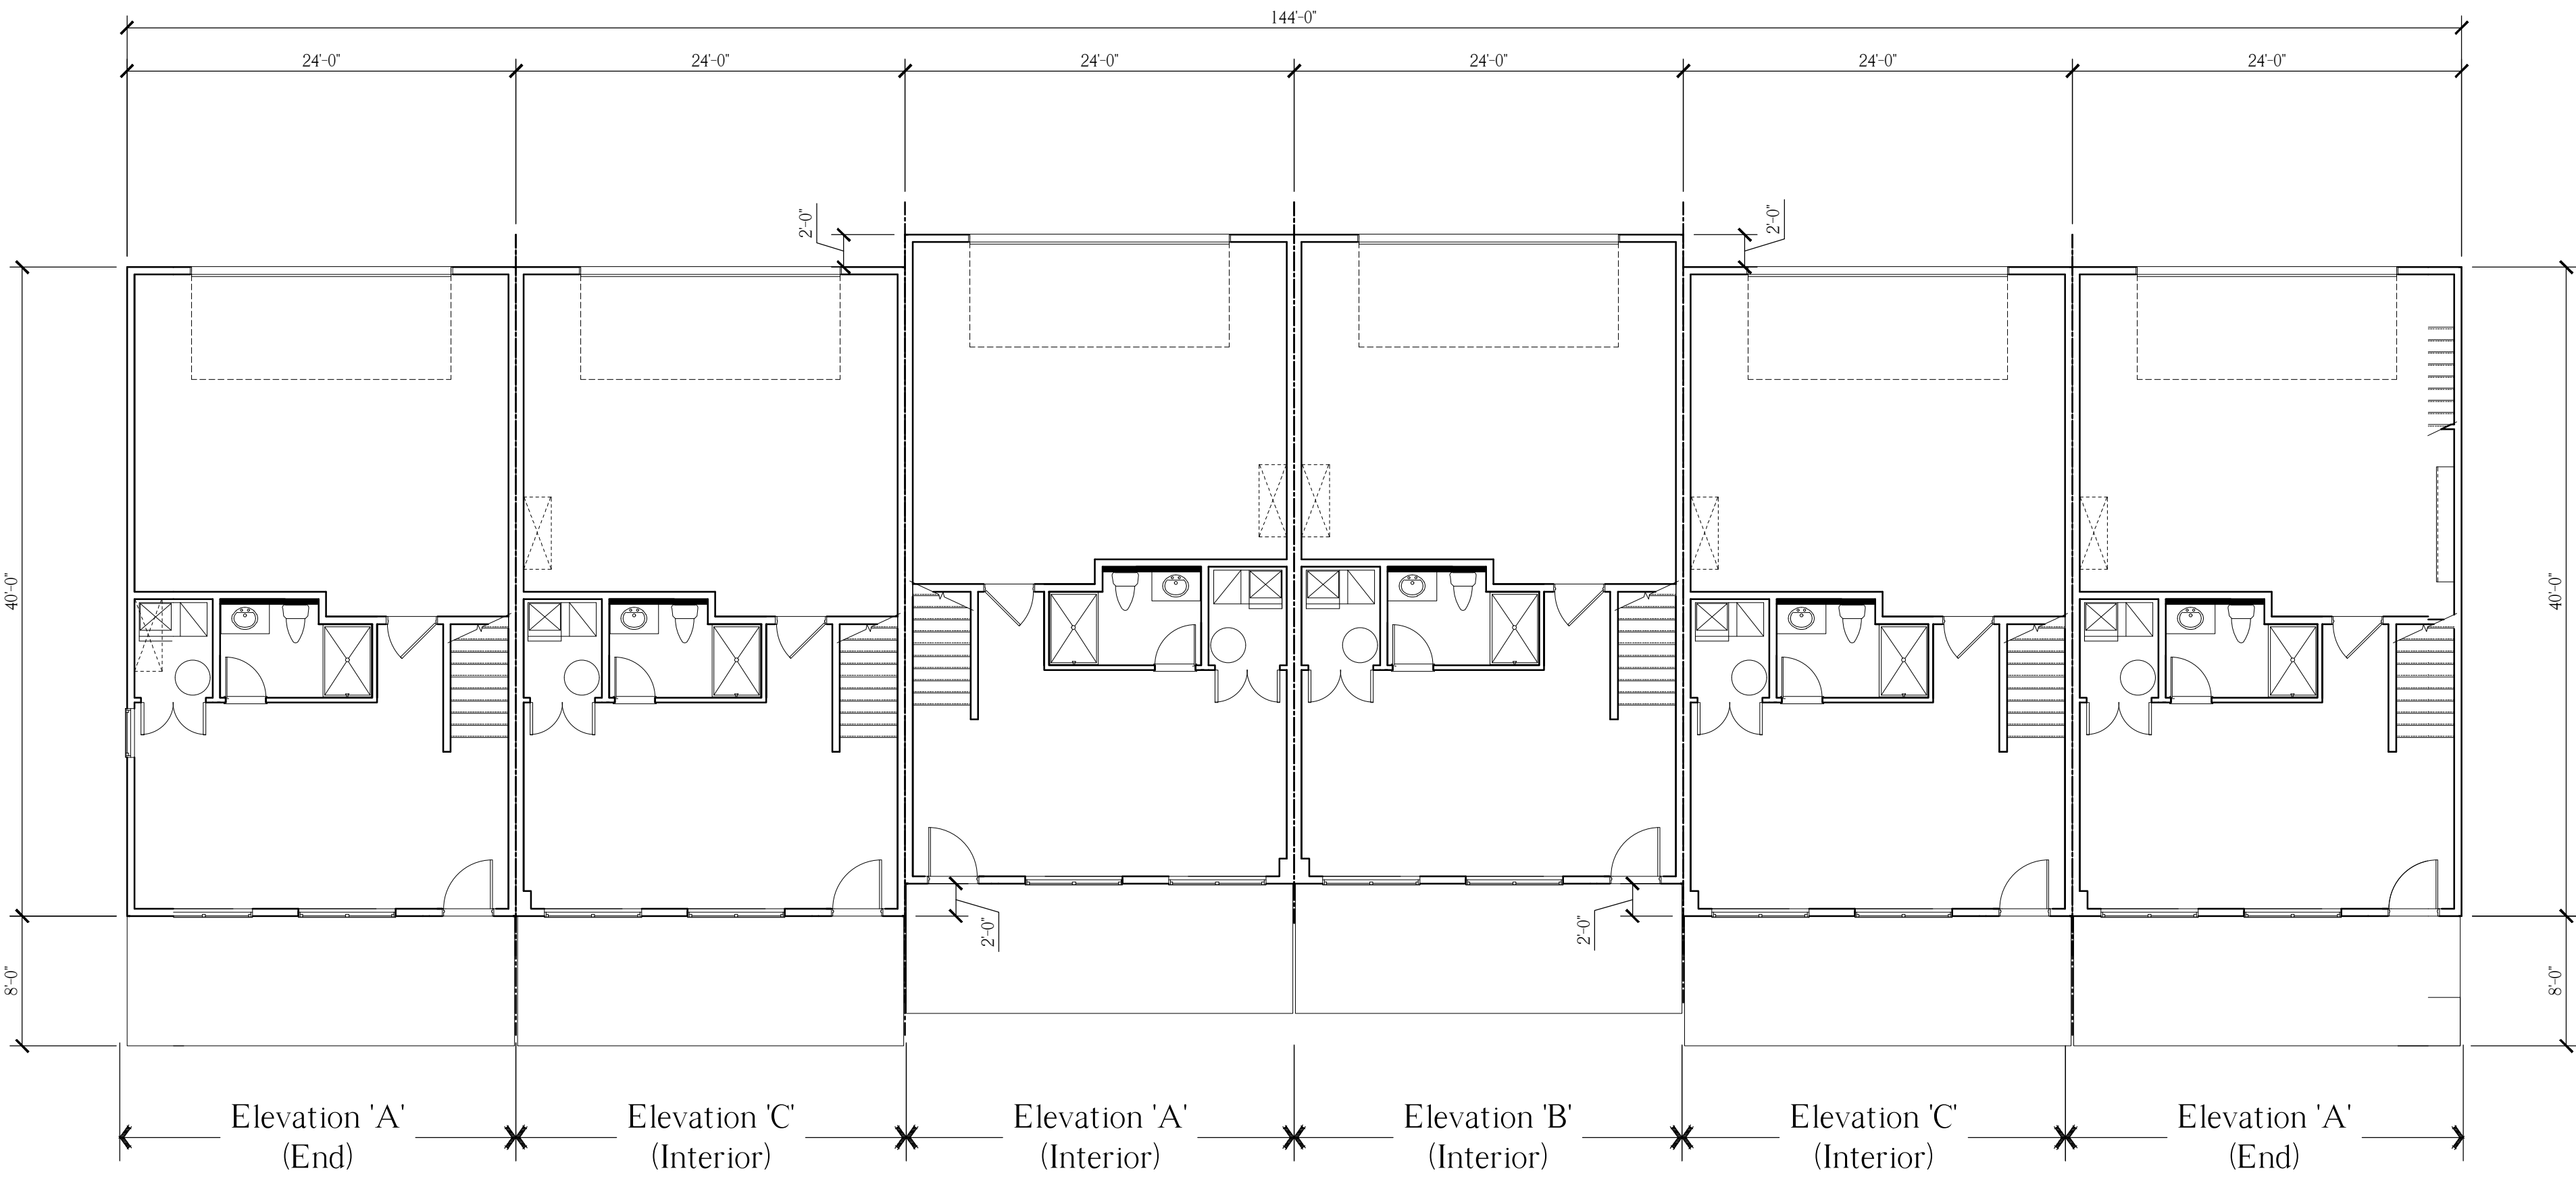 144'-0"
24'-0"
24'-0"
24'-0"
24'-0"
24'-0"
24'-0"
2'-0"
2'-0"
40'-0"
40'-0"
2'-0"
2'-0"
8'-0"
8'-0"
Elevation 'A'
(End)
Elevation 'C'
(Interior)
Elevation 'A'
(Interior)
Elevation 'B'
(Interior)
Elevation 'C'
(Interior)
Elevation 'A'
(End)